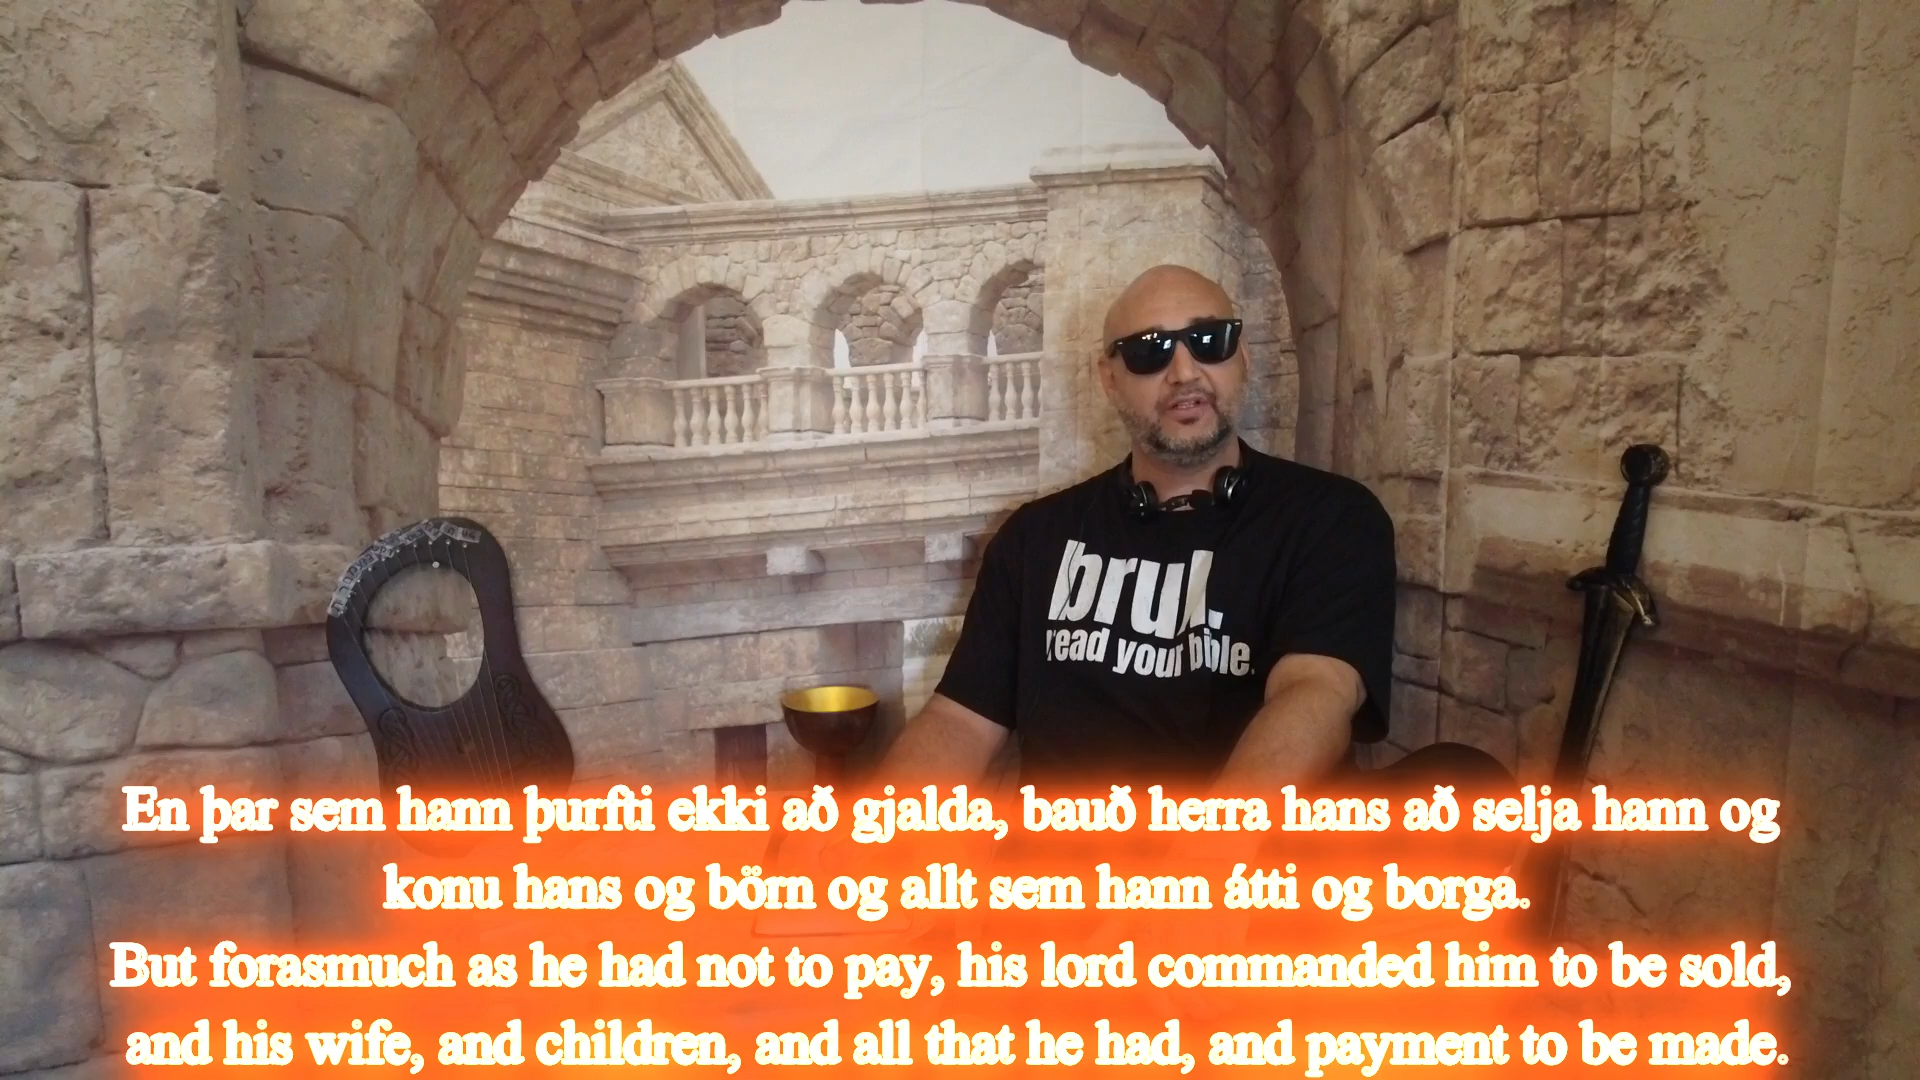 bruh.
read your bible.
En þar sem hann þurfti ekki að gjalda, bauð herra hans að selja hann og
konu hans og börn og allt sem hann átti og borga.
But forasmuch as he had not to pay, his lord commanded him to be sold,
and his wife, and children, and all that he had, and payment to be made.